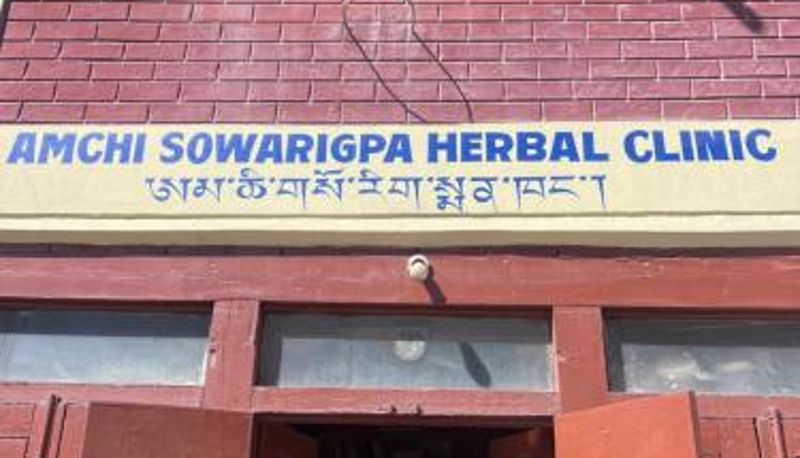 AMCHI SOWARIGPA HERBAL CLINIC
ཨམ་ཅི་གསོ་རིག་སྨན་ཁང་།